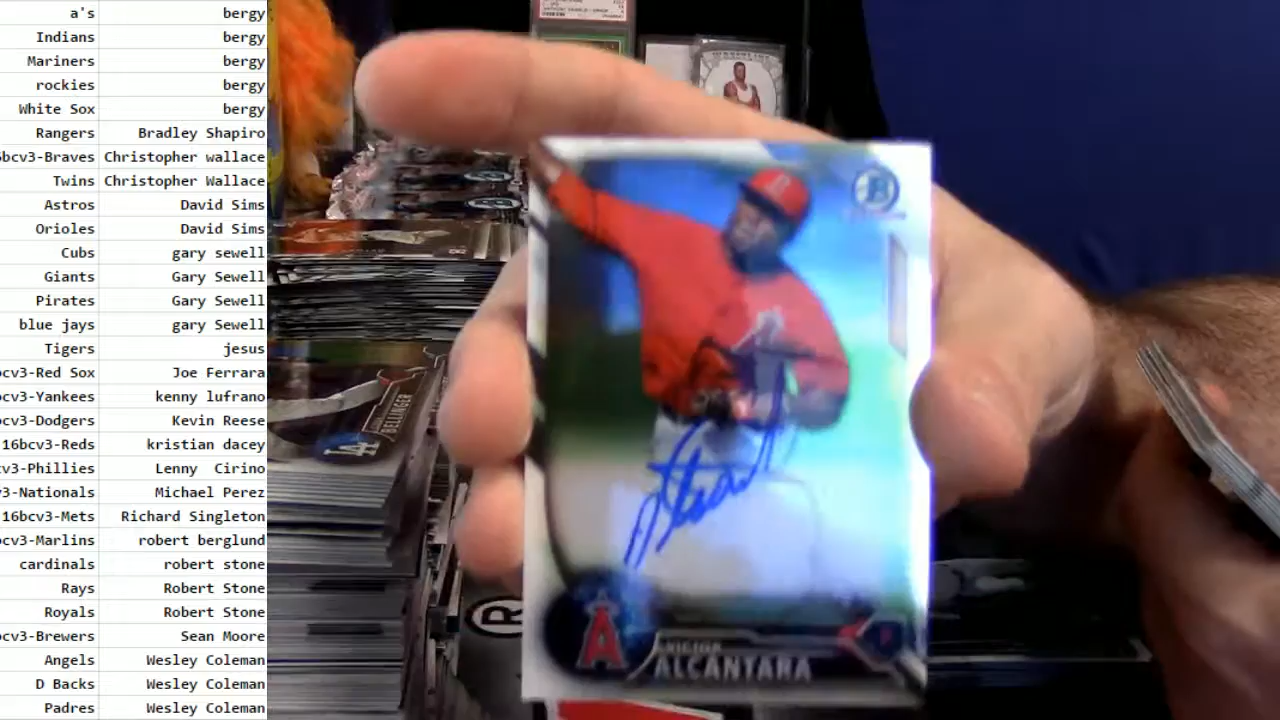 a's bergy
Indians bergy
Mariners bergy
rockies bergy
White Sox bergy
Rangers Bradley Shapiro
bcv3-Braves Christopher wallace
Twins Christopher Wallace
Astros David Sims
Orioles David Sims
Cubs gary sewell
Giants Gary Sewell
Pirates Gary Sewell
blue jays gary Sewell
Tigers jesus
cv3-Red Sox Joe Ferrara
cv3-Yankees kenny lufrano
cv3-Dodgers Kevin Reese
16bcv3-Reds kristian dacey
cv3-Phillies Lenny Cirino
v3-Nationals Michael Perez
16bcv3-Mets Richard Singleton
cv3-Marlins robert berglund
cardinals robert stone
Rays Robert Stone
Royals Robert Stone
cv3-Brewers Sean Moore
Angels Wesley Coleman
D Backs Wesley Coleman
Padres Wesley Coleman
BELLINGER
LA
B
R
A
VICTOR
ALCANTARA